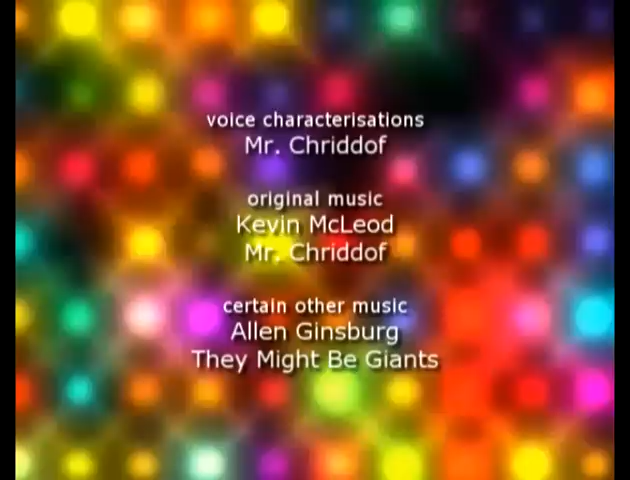 voice characterisations
Mr. Chriddof
original music
Kevin McLeod
Mr. Chriddof
certain other music
Allen Ginsburg
They Might Be Giants